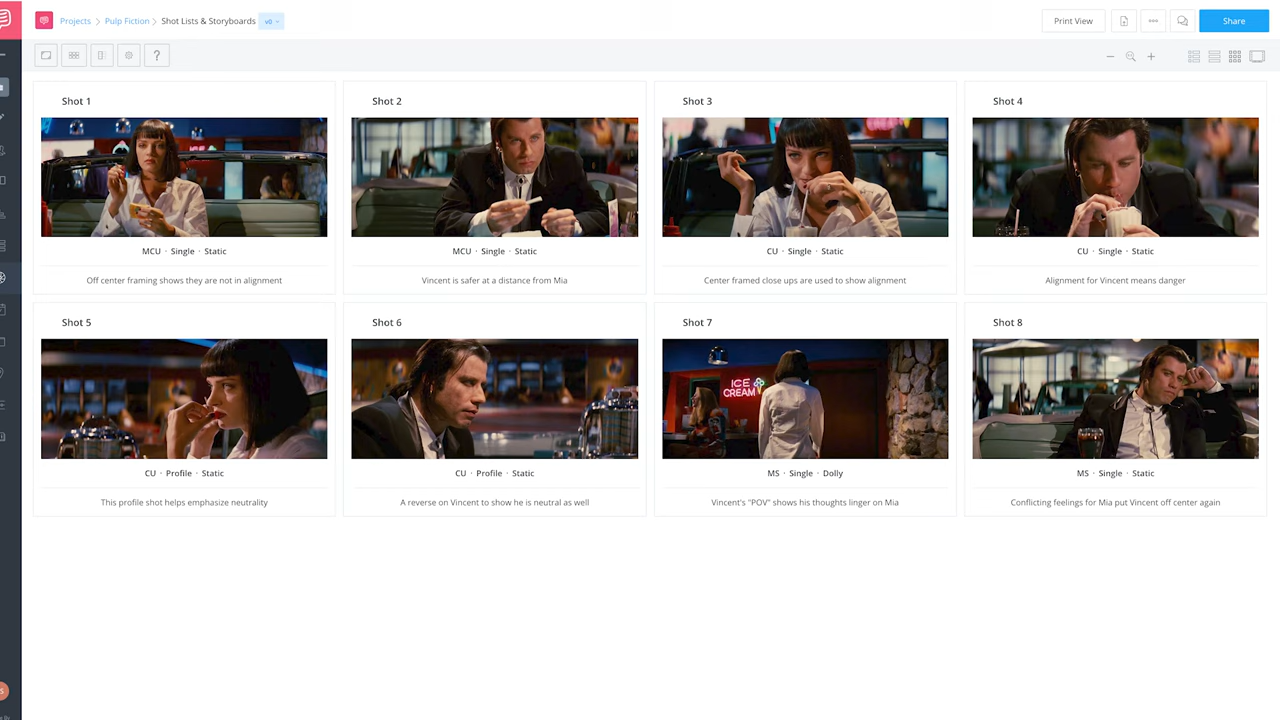 Projects > Pulp Fiction > Shot Lists & Storyboards v0
Print View
Share
?
Shot 1
MCU · Single · Static
Off center framing shows they are not in alignment
Shot 2
MCU · Single · Static
Vincent is safer at a distance from Mia
Shot 3
CU · Single · Static
Center framed close ups are used to show alignment
Shot 4
CU · Single · Static
Alignment for Vincent means danger
Shot 5
CU · Profile · Static
This profile shot helps emphasize neutrality
Shot 6
CU · Profile · Static
A reverse on Vincent to show he is neutral as well
Shot 7
ICE
CREAM
MS · Single · Dolly
Vincent's "POV" shows his thoughts linger on Mia
Shot 8
MS · Single · Static
Conflicting feelings for Mia put Vincent off center again